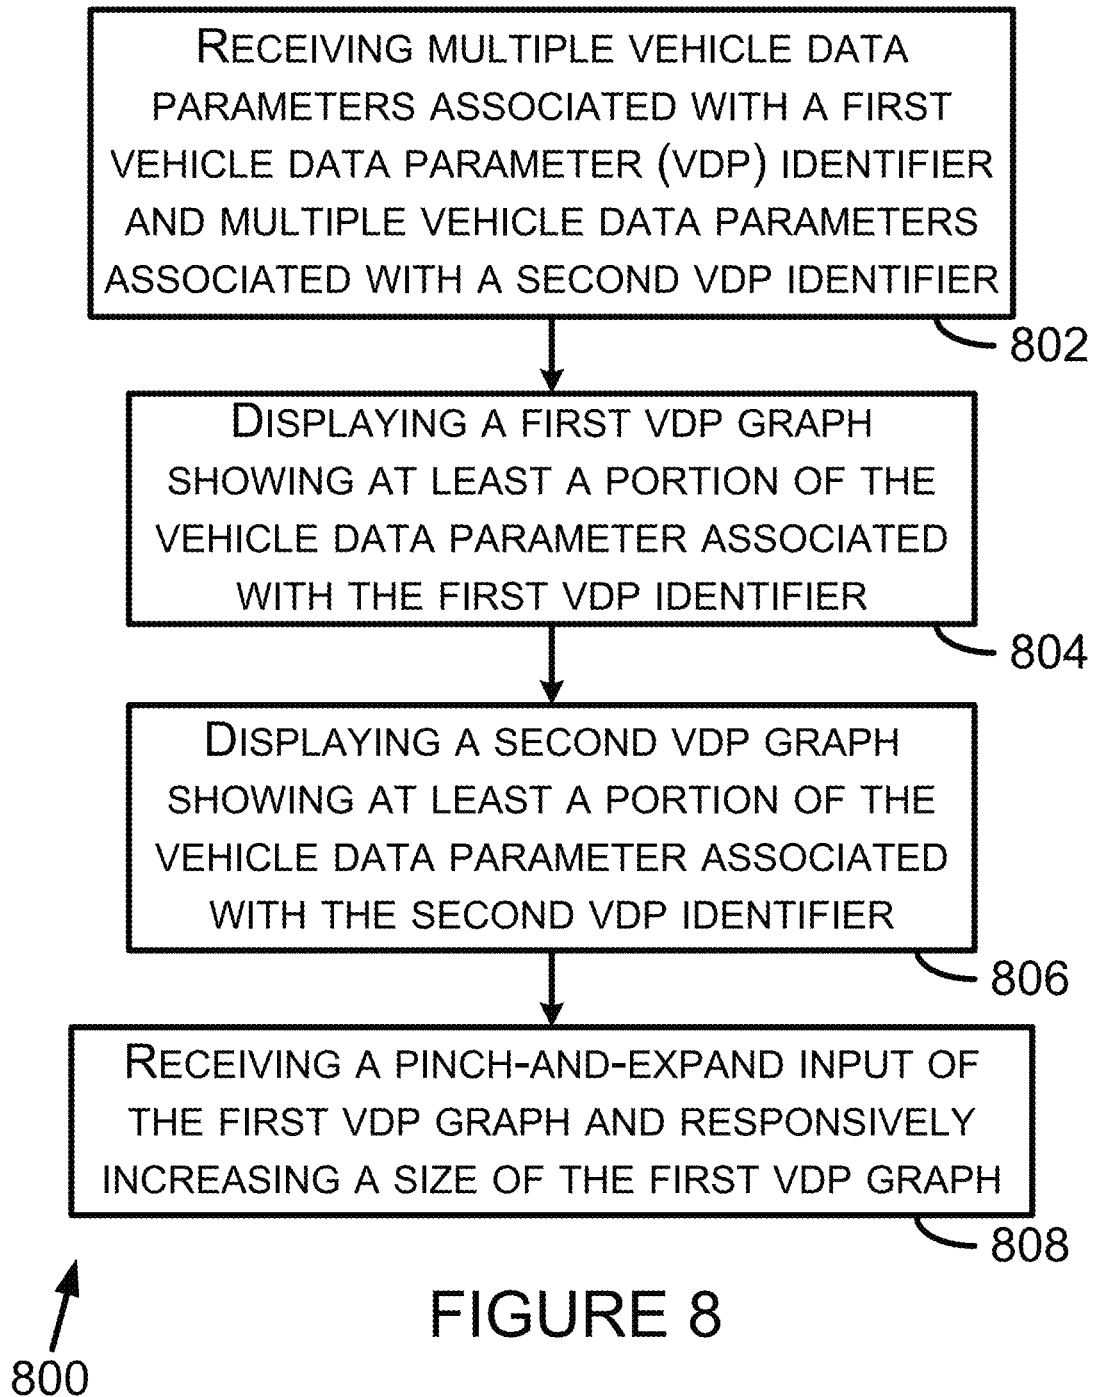 RECEIVING MULTIPLE VEHICLE DATA
PARAMETERS ASSOCIATED WITH A FIRST
VEHICLE DATA PARAMETER (VDP) IDENTIFIER
AND MULTIPLE VEHICLE DATA PARAMETERS
ASSOCIATED WITH A SECOND VDP IDENTIFIER
802
DISPLAYING A FIRST VDP GRAPH
SHOWING AT LEAST A PORTION OF THE
VEHICLE DATA PARAMETER ASSOCIATED
WITH THE FIRST VDP IDENTIFIER
804
DISPLAYING A SECOND VDP GRAPH
SHOWING AT LEAST A PORTION OF THE
VEHICLE DATA PARAMETER ASSOCIATED
WITH THE SECOND VDP IDENTIFIER
806
RECEIVING A PINCH-AND-EXPAND INPUT OF
THE FIRST VDP GRAPH AND RESPONSIVELY
INCREASING A SIZE OF THE FIRST VDP GRAPH
808
FIGURE 8
800